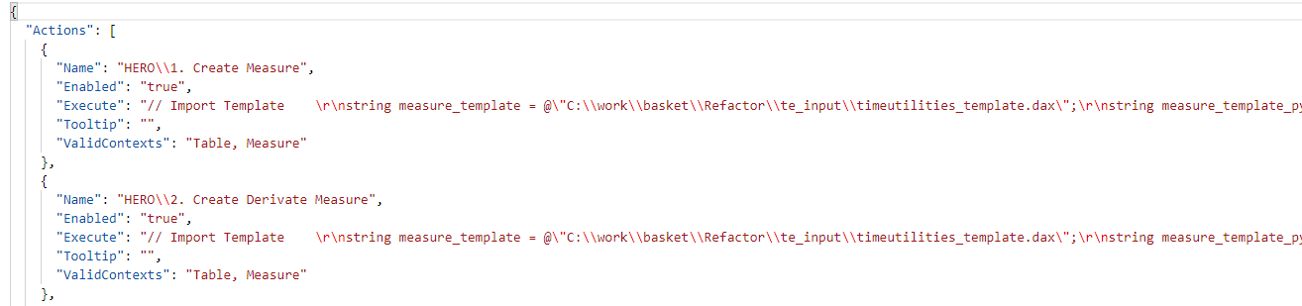 {
"Actions": [
{
"Name": "HERO\\1. Create Measure",
"Enabled": "true",
"Execute": "// Import Template    \r\nstring measure_template = @\"C:\\work\\basket\\Refactor\\te_input\\timeutilities_template.dax\";\r\nstring measure_template_py
"Tooltip": "",
"ValidContexts": "Table, Measure"
},
{
"Name": "HERO\\2. Create Derivate Measure",
"Enabled": "true",
"Execute": "// Import Template    \r\nstring measure_template = @\"C:\\work\\basket\\Refactor\\te_input\\timeutilities_template.dax\";\r\nstring measure_template_py
"Tooltip": "",
"ValidContexts": "Table, Measure"
},